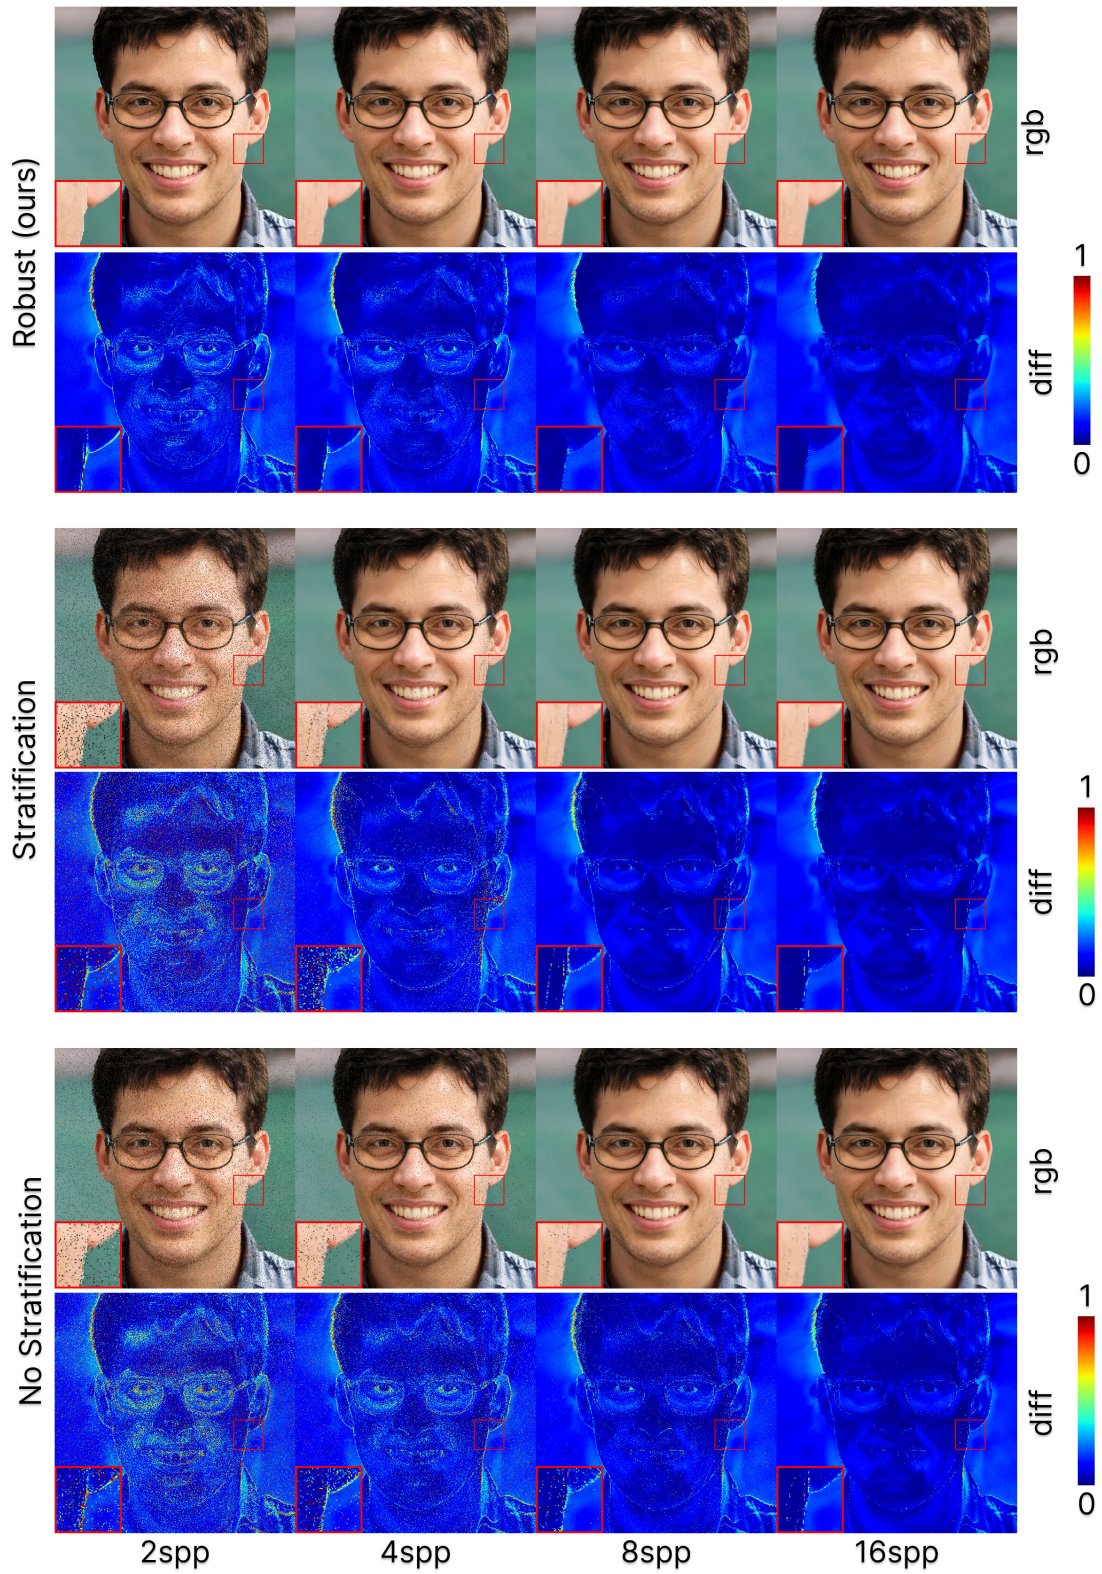 Robust (ours)
rgb
diff
1
0
Stratification
rgb
diff
1
0
No Stratification
rgb
diff
1
0
2spp
4spp
8spp
16spp